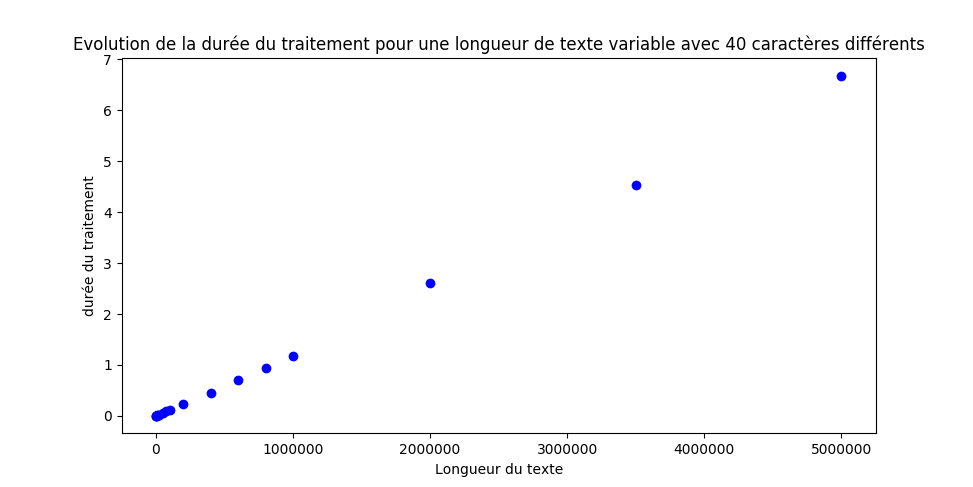 Evolution de la durée du traitement pour une longueur de texte variable avec 40 caractères différents
7
6
5
4
3
2
1
0
durée du traitement
0 1000000 2000000 3000000 4000000 5000000
Longueur du texte